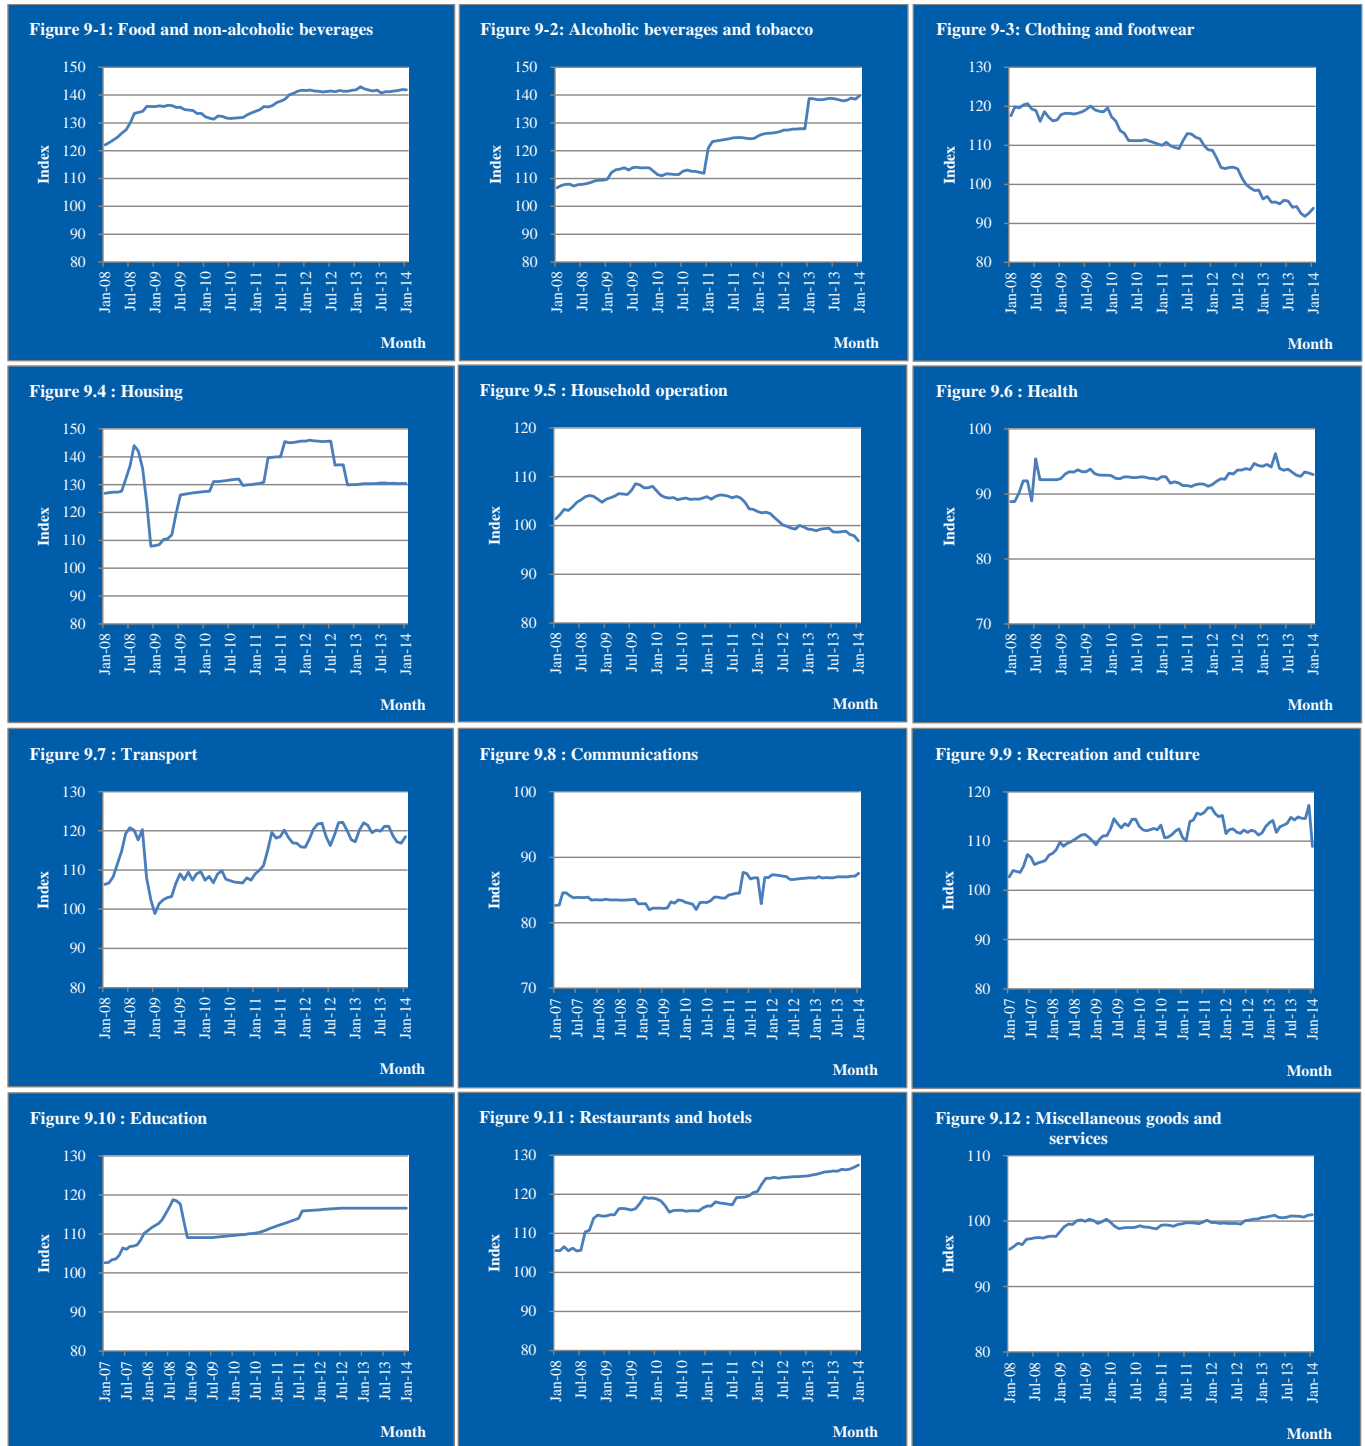 Figure 9-1: Food and non-alcoholic beverages
150
140
130
120
110
100
90
80
Index
Jan-08
Jul-08
Jan-09
Jul-09
Jan-10
Jul-10
Jan-11
Jul-11
Jan-12
Jul-12
Jan-13
Jul-13
Jan-14
Month
Figure 9-2: Alcoholic beverages and tobacco
150
140
130
120
110
100
90
80
Index
Jan-08
Jul-08
Jan-09
Jul-09
Jan-10
Jul-10
Jan-11
Jul-11
Jan-12
Jul-12
Jan-13
Jul-13
Jan-14
Month
Figure 9-3: Clothing and footwear
130
120
110
100
90
80
Index
Jan-08
Jul-08
Jan-09
Jul-09
Jan-10
Jul-10
Jan-11
Jul-11
Jan-12
Jul-12
Jan-13
Jul-13
Jan-14
Month
Figure 9.4 : Housing
150
140
130
120
110
100
90
80
Index
Jan-08
Jul-08
Jan-09
Jul-09
Jan-10
Jul-10
Jan-11
Jul-11
Jan-12
Jul-12
Jan-13
Jul-13
Jan-14
Month
Figure 9.5 : Household operation
120
110
100
90
80
Index
Jan-08
Jul-08
Jan-09
Jul-09
Jan-10
Jul-10
Jan-11
Jul-11
Jan-12
Jul-12
Jan-13
Jul-13
Jan-14
Month
Figure 9.6 : Health
100
90
80
70
Index
Jan-08
Jul-08
Jan-09
Jul-09
Jan-10
Jul-10
Jan-11
Jul-11
Jan-12
Jul-12
Jan-13
Jul-13
Jan-14
Month
Figure 9.7 : Transport
130
120
110
100
90
80
Index
Jan-08
Jul-08
Jan-09
Jul-09
Jan-10
Jul-10
Jan-11
Jul-11
Jan-12
Jul-12
Jan-13
Jul-13
Jan-14
Month
Figure 9.8 : Communications
100
90
80
70
Index
Jan-07
Jul-07
Jan-08
Jul-08
Jan-09
Jul-09
Jan-10
Jul-10
Jan-11
Jul-11
Jan-12
Jul-12
Jan-13
Jul-13
Jan-14
Month
Figure 9.9 : Recreation and culture
120
110
100
90
80
Index
Jan-07
Jul-07
Jan-08
Jul-08
Jan-09
Jul-09
Jan-10
Jul-10
Jan-11
Jul-11
Jan-12
Jul-12
Jan-13
Jul-13
Jan-14
Month
Figure 9.10 : Education
130
120
110
100
90
80
Index
Jan-07
Jul-07
Jan-08
Jul-08
Jan-09
Jul-09
Jan-10
Jul-10
Jan-11
Jul-11
Jan-12
Jul-12
Jan-13
Jul-13
Jan-14
Month
Figure 9.11 : Restaurants and hotels
130
120
110
100
90
80
Index
Jan-08
Jul-08
Jan-09
Jul-09
Jan-10
Jul-10
Jan-11
Jul-11
Jan-12
Jul-12
Jan-13
Jul-13
Jan-14
Month
Figure 9.12 : Miscellaneous goods and
services
110
100
90
80
Index
Jan-08
Jul-08
Jan-09
Jul-09
Jan-10
Jul-10
Jan-11
Jul-11
Jan-12
Jul-12
Jan-13
Jul-13
Jan-14
Month